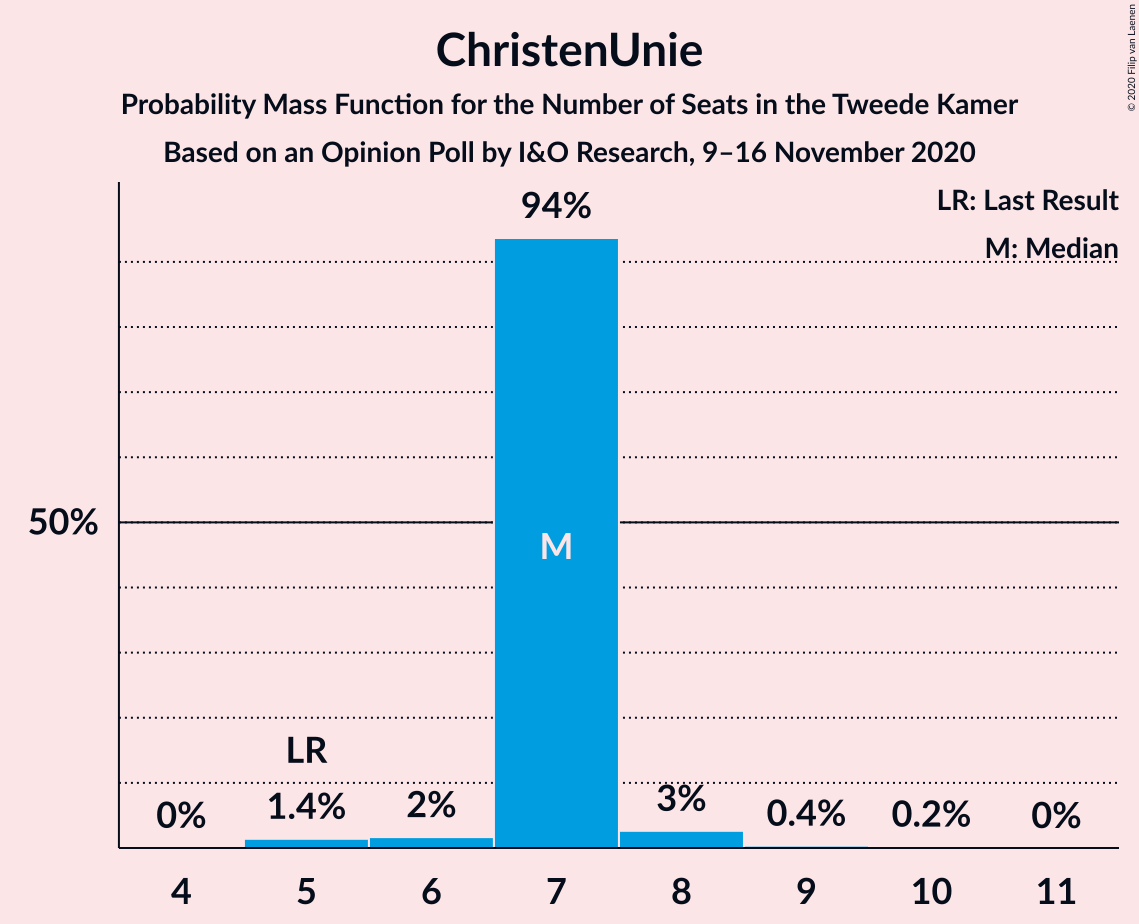 ChristenUnie
Probability Mass Function for the Number of Seats in the Tweede Kamer
Based on an Opinion Poll by I&O Research, 9–16 November 2020
© 2020 Filip van Laenen
LR: Last Result
M: Median
94%
50%
M
LR
0%
1.4%
2%
3%
0.4%
0.2%
0%
4
5
6
7
8
9
10
11